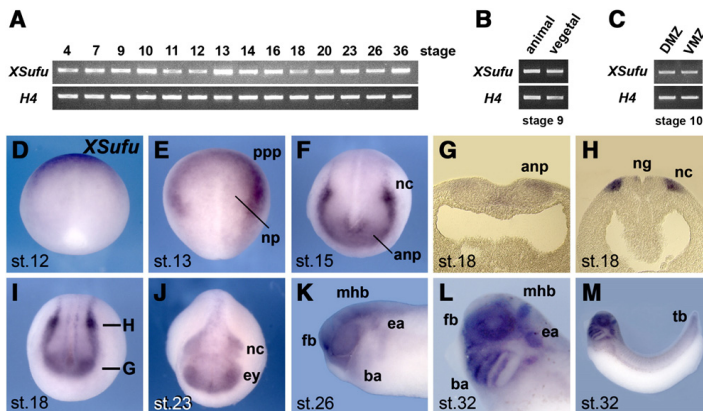 A
4 7 9 10 11 12 13 14 16 18 20 23 26 36 stage
XSufu
H4
B
animal vegetal
XSufu
H4
stage 9
C
DMZ VMZ
XSufu
H4
stage 10
D XSufu
st.12
E ppp
np
st.13
F
nc
anp
st.15
G anp
st.18
H ng nc
st.18
I
H
G
st.18
J
nc
ey
st.23
K mhb
fb ea
ba
st.26
L mhb
fb
ea
ba
st.32
M
tb
st.32